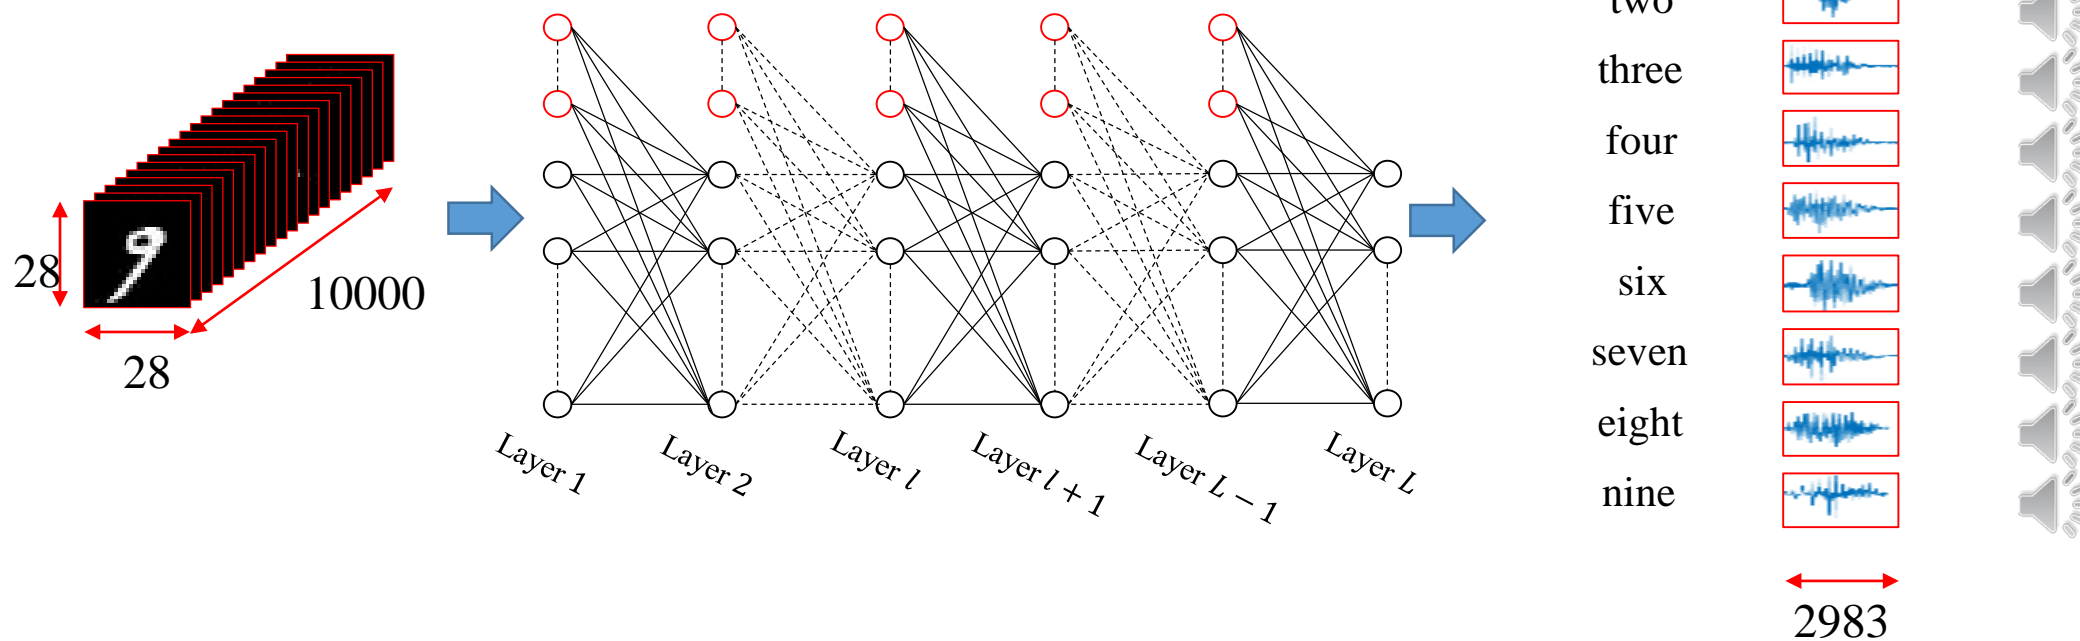 two
three
four
five
six
seven
eight
nine
28
10000
28
Layer 1
Layer 2
Layer l
Layer l + 1
Layer L − 1
Layer L
2983